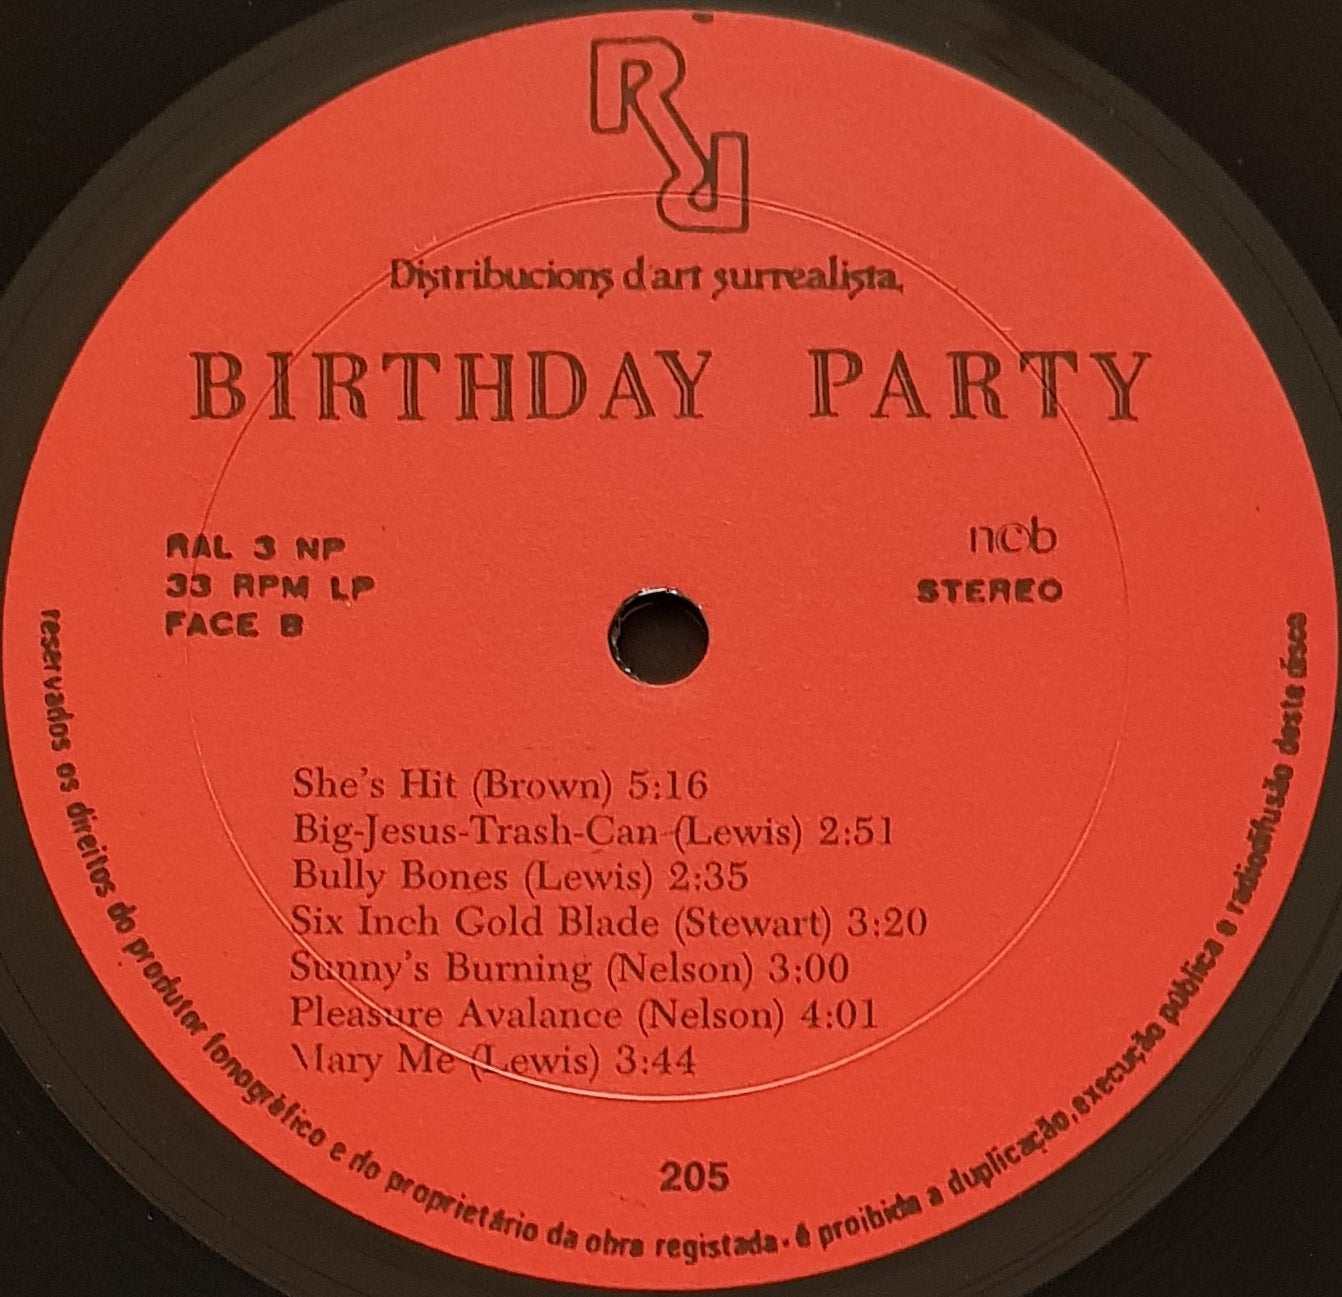 RR
Distribucions d'art surrealista.
BIRTHDAY PARTY
RAL 3 NP
33 RPM LP
FACE B
ncb
STEREO
She's Hit (Brown) 5:16
Big-Jesus-Trash-Can (Lewis) 2:51
Bully Bones (Lewis) 2:35
Six Inch Gold Blade (Stewart) 3:20
Sunny's Burning (Nelson) 3:00
Pleasure Avalance (Nelson) 4:01
Mary Me (Lewis) 3:44
205
reservados os direitos do produtor fonográfico e do proprietário da obra registada · é proibida a duplicação, execução pública e radiodifusão deste disco